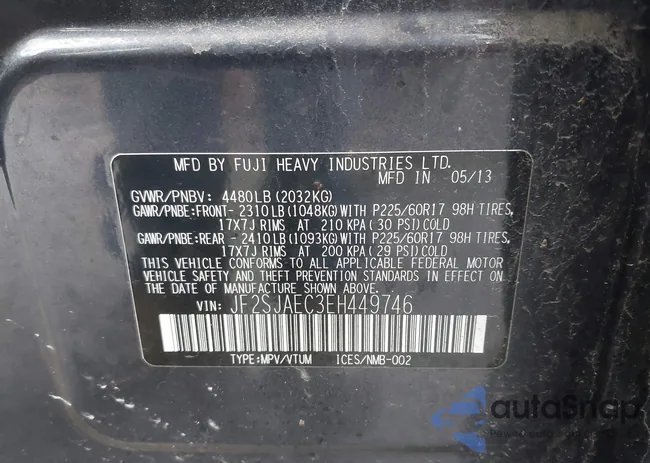 MFD BY FUJI HEAVY INDUSTRIES LTD.
MFD IN 05/13
GVWR/PNBV: 4480LB (2032KG)
GAWR/PNBE:FRONT- 2310LB(1048KG)WITH P225/60R17 98H TIRES,
17X7J RIMS AT 210 KPA(30 PSI)COLD
GAWR/PNBE:REAR - 2410LB(1093KG)WITH P225/60R17 98H TIRES,
17X7J RIMS AT 200 KPA(29 PSI)COLD
THIS VEHICLE CONFORMS TO ALL APPLICABLE FEDERAL MOTOR
VEHICLE SAFETY AND THEFT PREVENTION STANDARDS IN EFFECT ON
THE DATE OF MANUFACTURE SHOWN ABOVE.
VIN: JF2SJAEC3EH449746
TYPE:MPV/VTUM ICES/NMB-002
autoSnap